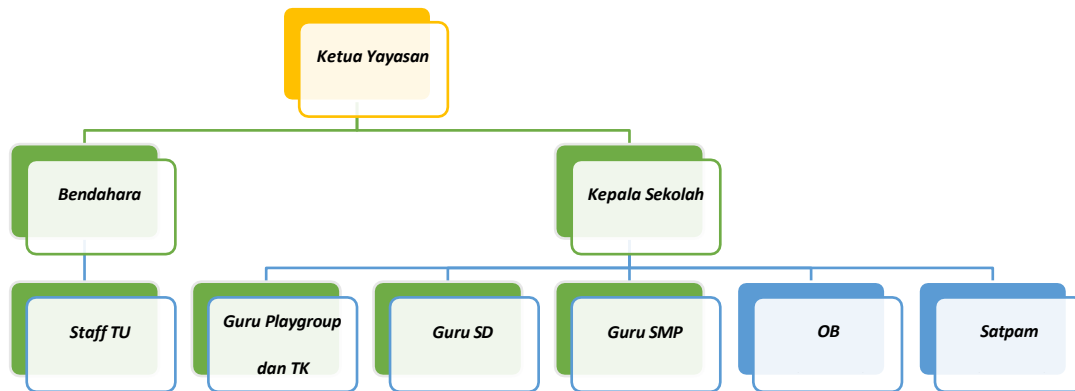 Ketua Yayasan
Bendahara
Kepala Sekolah
Staff TU
Guru Playgroup
dan TK
Guru SD
Guru SMP
OB
Satpam